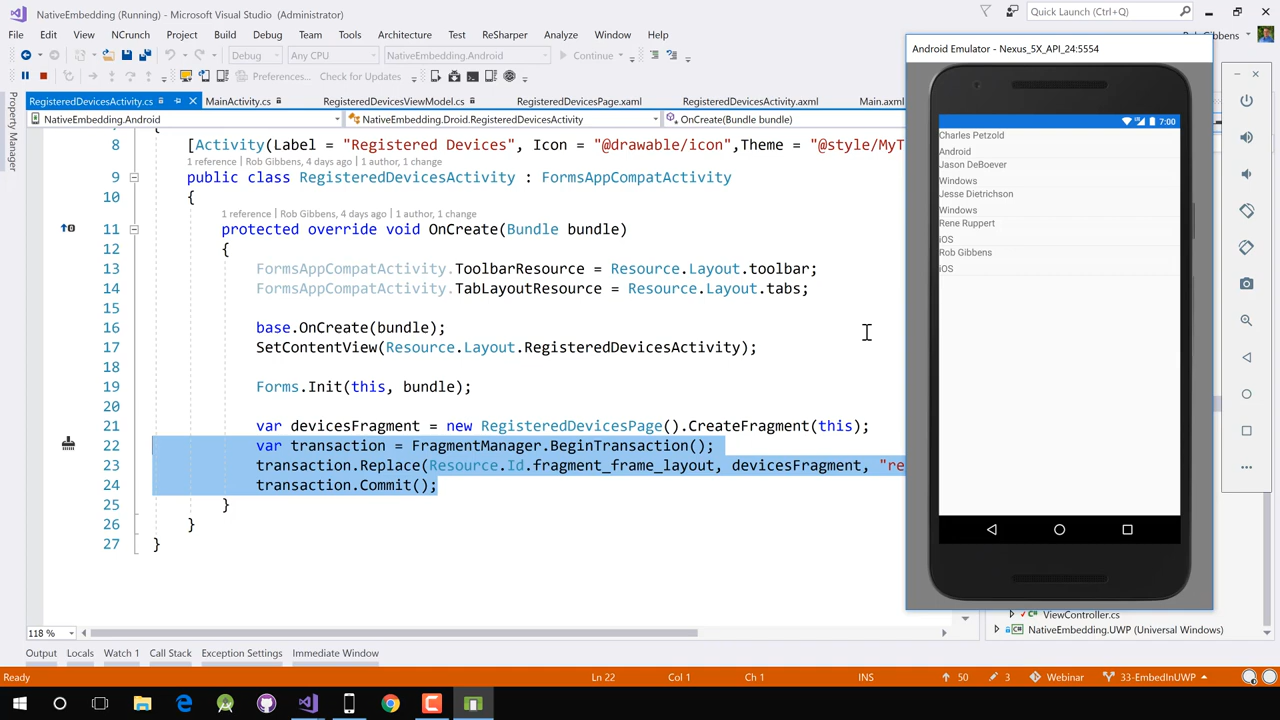 NativeEmbedding (Running) - Microsoft Visual Studio (Administrator)
Quick Launch (Ctrl+Q)
File Edit View NCrunch Project Build Debug Team Tools Architecture Test ReSharper Analyze Window Help
Gibbens
Debug Any CPU NativeEmbedding.Android Continue
Preferences... Check for Updates
RegisteredDevicesActivity.cs MainActivity.cs RegisteredDevicesViewModel.cs RegisteredDevicesPage.xaml RegisteredDevicesActivity.axml Main.axml
NativeEmbedding.Android NativeEmbedding.Droid.RegisteredDevicesActivity OnCreate(Bundle bundle)
Property Manager
8 [Activity(Label = "Registered Devices", Icon = "@drawable/icon",Theme = "@style/MyT
1 reference | Rob Gibbens, 4 days ago | 1 author, 1 change
9 public class RegisteredDevicesActivity : FormsAppCompatActivity
10 {
1 reference | Rob Gibbens, 4 days ago | 1 author, 1 change
11 protected override void OnCreate(Bundle bundle)
12 {
13 FormsAppCompatActivity.ToolbarResource = Resource.Layout.toolbar;
14 FormsAppCompatActivity.TabLayoutResource = Resource.Layout.tabs;
15
16 base.OnCreate(bundle);
17 SetContentView(Resource.Layout.RegisteredDevicesActivity);
18
19 Forms.Init(this, bundle);
20
21 var devicesFragment = new RegisteredDevicesPage().CreateFragment(this);
22 var transaction = FragmentManager.BeginTransaction();
23 transaction.Replace(Resource.Id.fragment_frame_layout, devicesFragment, "re
24 transaction.Commit();
25 }
26 }
27 }
Android Emulator - Nexus_5X_API_24:5554
7:00
Charles Petzold
Android
Jason DeBoever
Windows
Jesse Dietrichson
Windows
Rene Ruppert
iOS
Rob Gibbens
iOS
ViewController.cs
NativeEmbedding.UWP (Universal Windows)
118 %
Output Locals Watch 1 Call Stack Exception Settings Immediate Window
Ready Ln 22 Col 1 Ch 1 INS 50 3 Webinar 33-EmbedInUWP